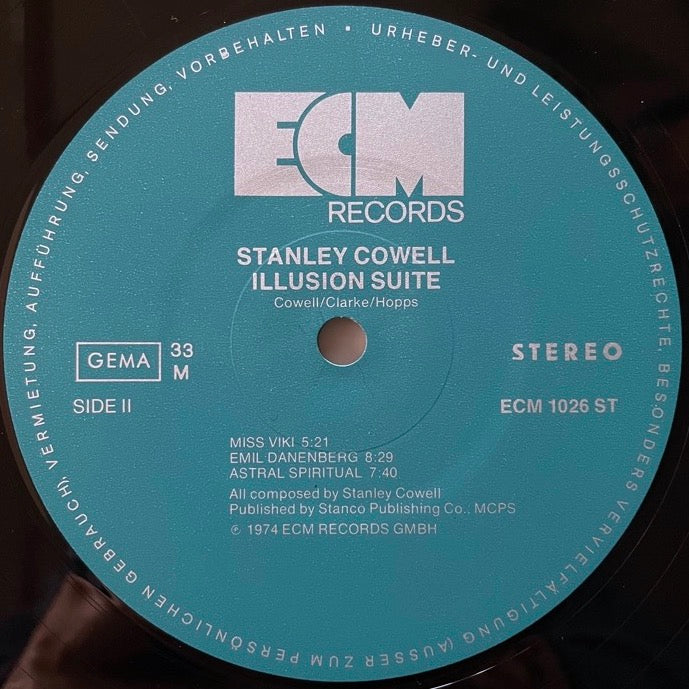 URHEBER- UND LEISTUNGSSCHUTZRECHTE, BESONDERS VERVIELFÄLTIGUNG (AUSSER ZUM PERSÖNLICHEN GEBRAUCH), VERMIETUNG, AUFFÜHRUNG, SENDUNG, VORBEHALTEN •
ECM
RECORDS
STANLEY COWELL
ILLUSION SUITE
Cowell/Clarke/Hopps
GEMA 33 M
STEREO
SIDE II
ECM 1026 ST
MISS VIKI 5:21
EMIL DANENBERG 8:29
ASTRAL SPIRITUAL 7:40
All composed by Stanley Cowell
Published by Stanco Publishing Co., MCPS
℗ 1974 ECM RECORDS GMBH